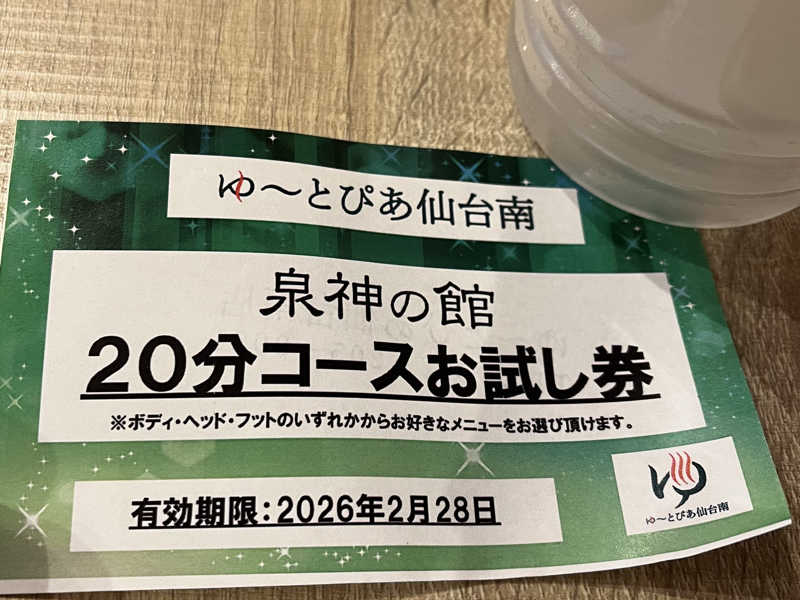 ゆ〜とぴあ仙台南
泉神の館
20分コースお試し券
※ボディ・ヘッド・フットのいずれかからお好きなメニューをお選び頂けます。
有効期限：2026年2月28日
ゆ
ゆ〜とぴあ仙台南